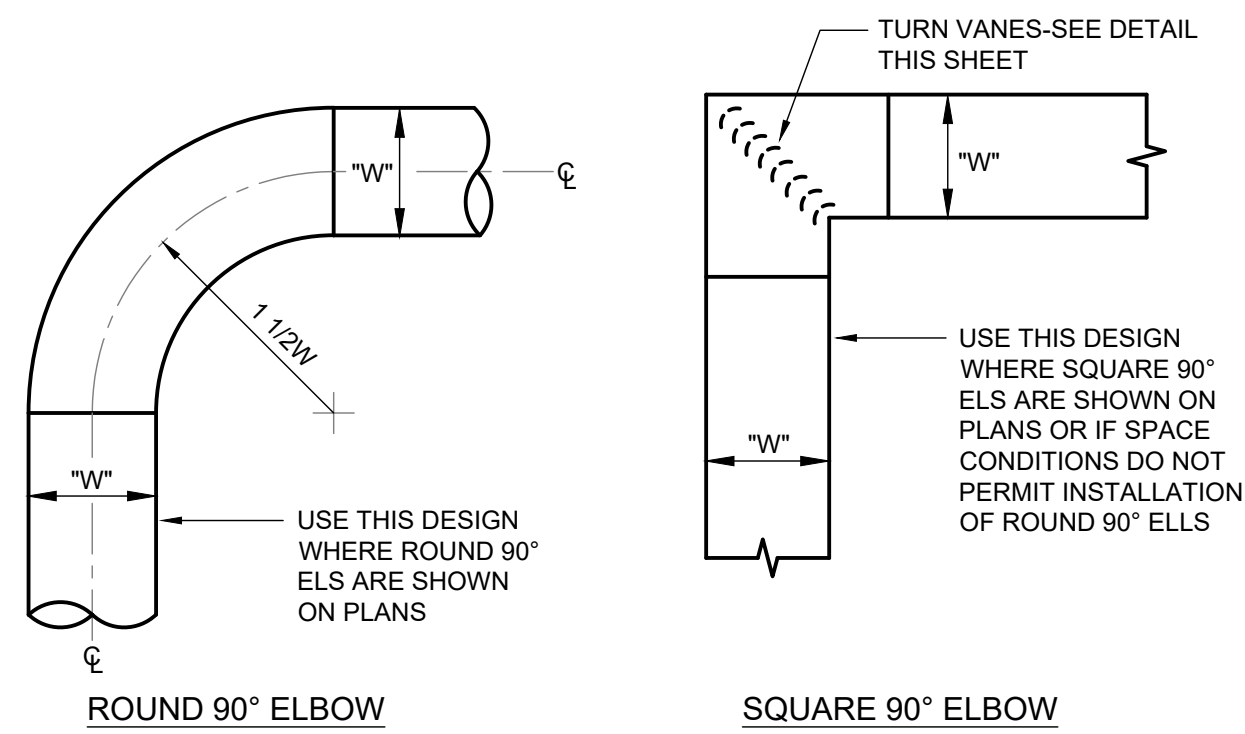 TURN VANES-SEE DETAIL
THIS SHEET
"W"
℄
1 1/2W
"W"
USE THIS DESIGN
WHERE ROUND 90°
ELS ARE SHOWN
ON PLANS
℄
ROUND 90° ELBOW
"W"
"W"
USE THIS DESIGN
WHERE SQUARE 90°
ELS ARE SHOWN ON
PLANS OR IF SPACE
CONDITIONS DO NOT
PERMIT INSTALLATION
OF ROUND 90° ELLS
SQUARE 90° ELBOW